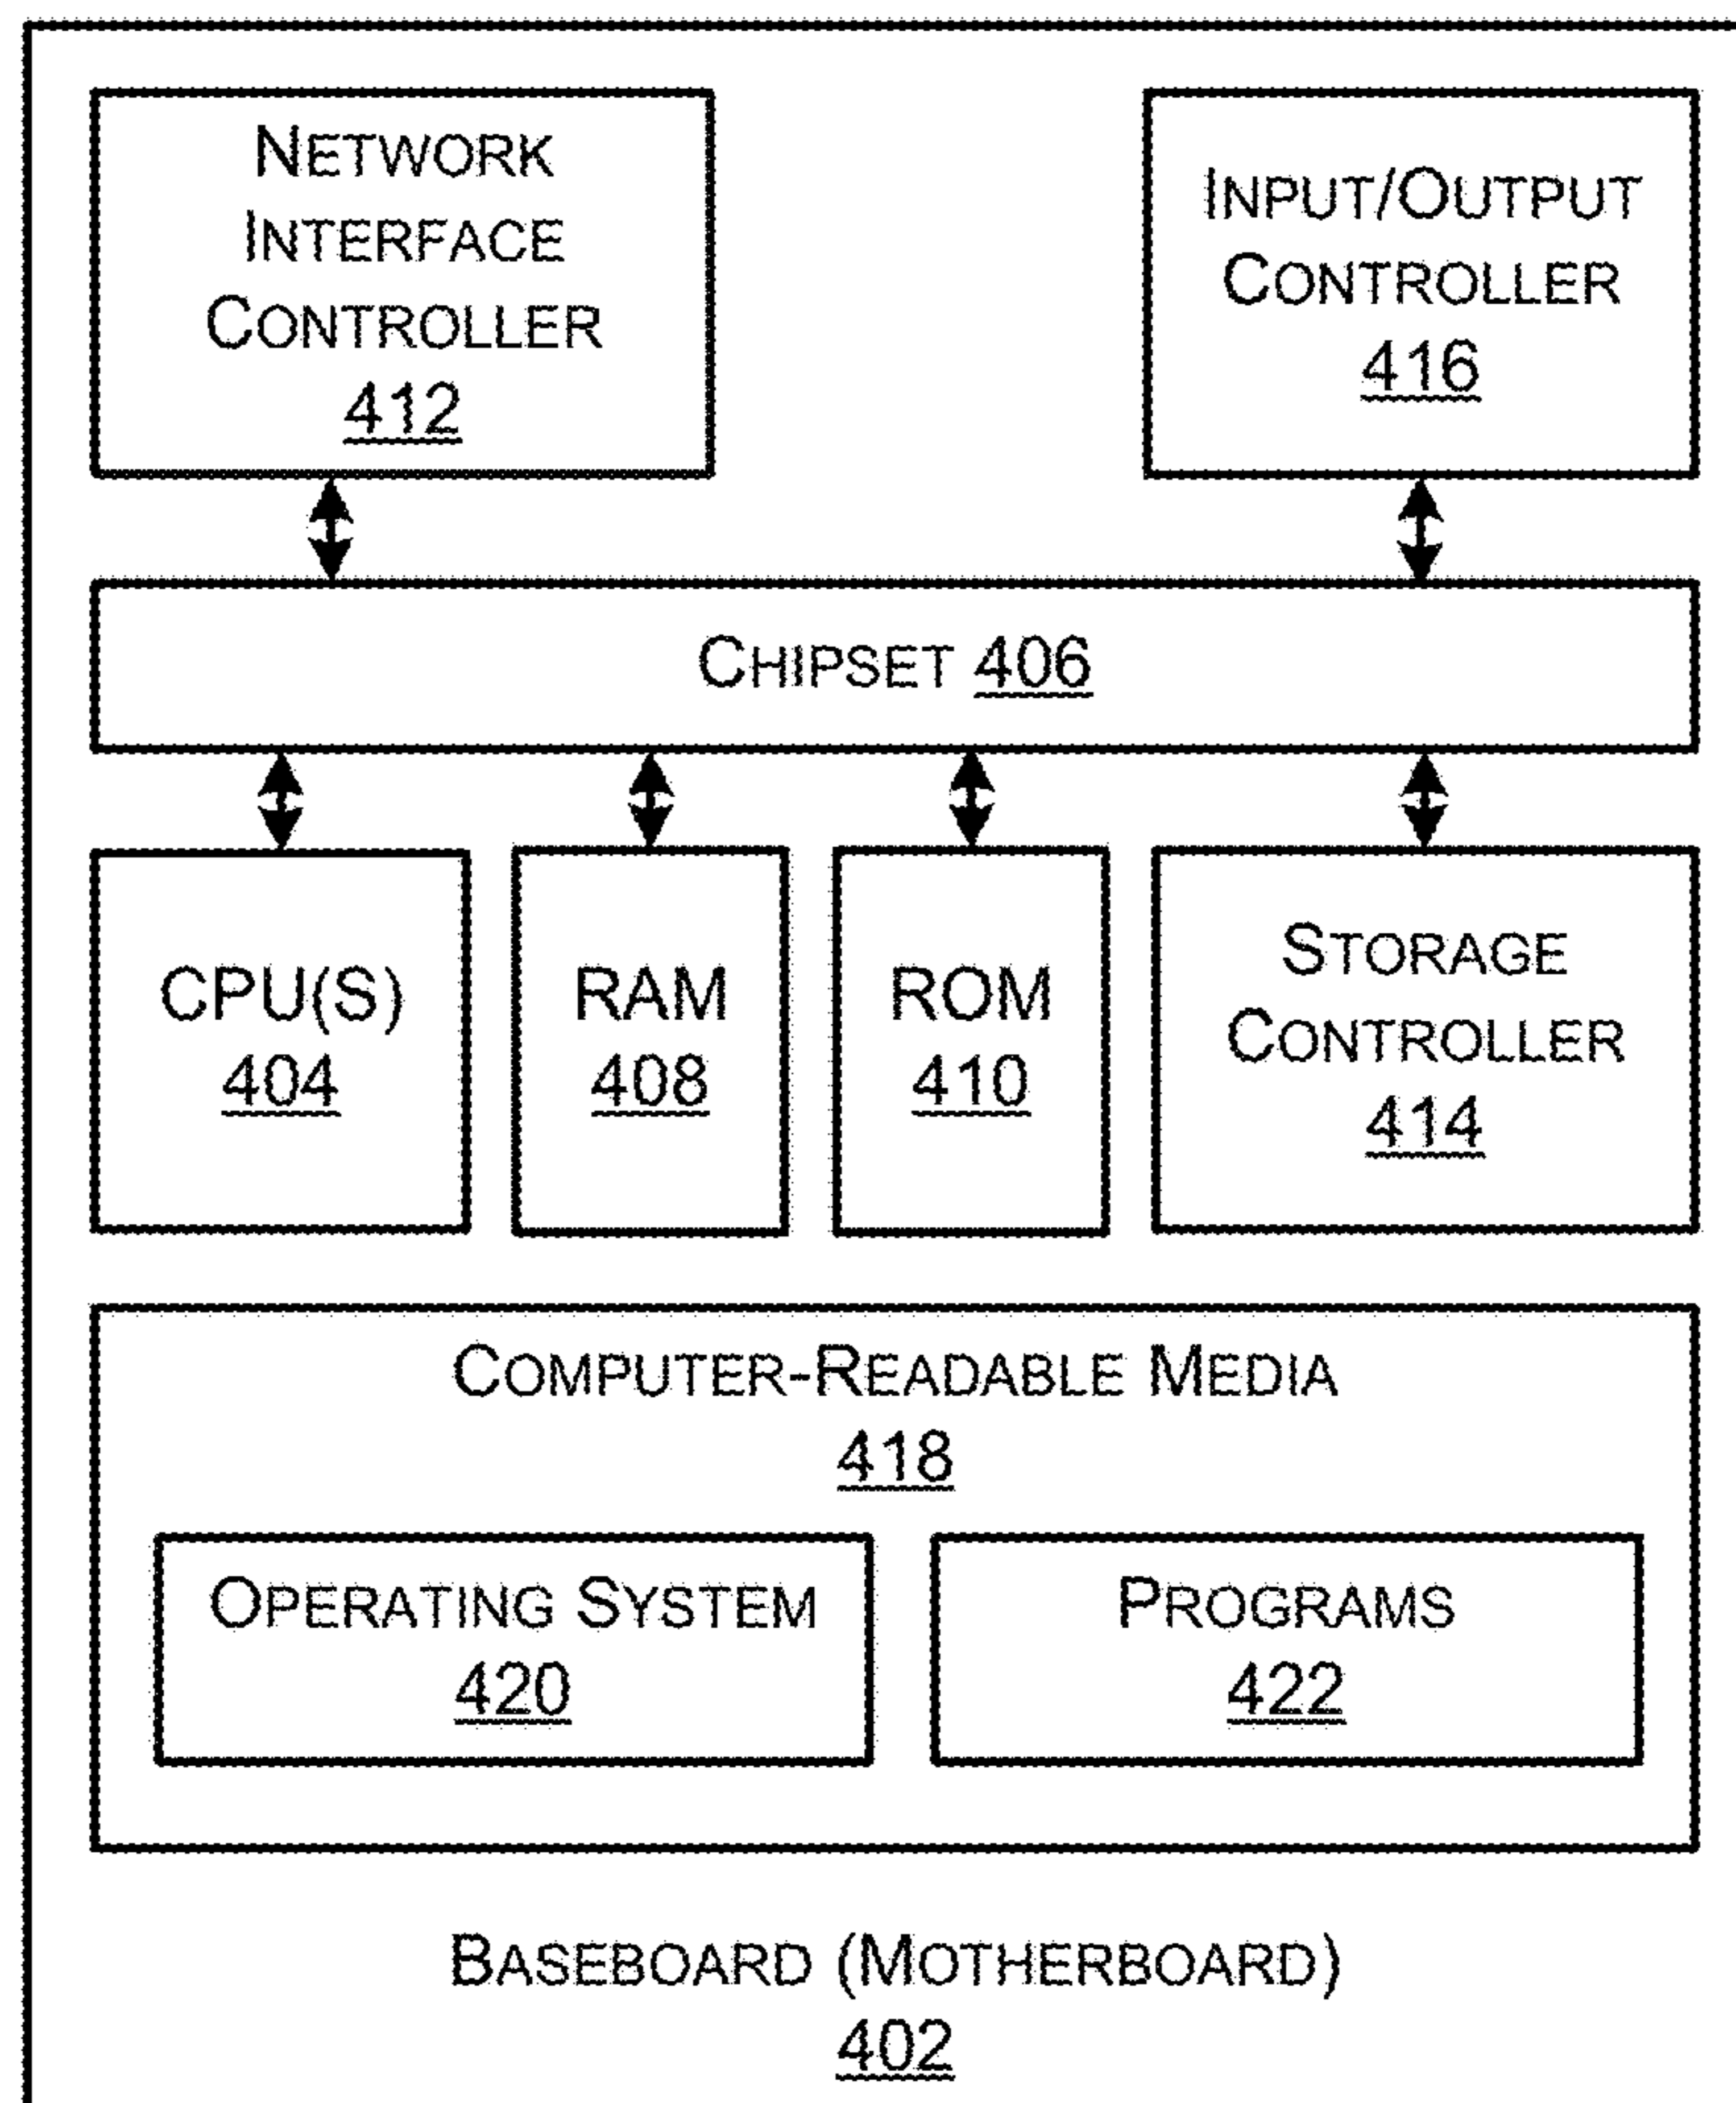 NETWORK
INTERFACE
CONTROLLER
412
INPUT/OUTPUT
CONTROLLER
416
CHIPSET 406
CPU(S)
404
RAM
408
ROM
410
STORAGE
CONTROLLER
414
COMPUTER-READABLE MEDIA
418
OPERATING SYSTEM
420
PROGRAMS
422
BASEBOARD (MOTHERBOARD)
402